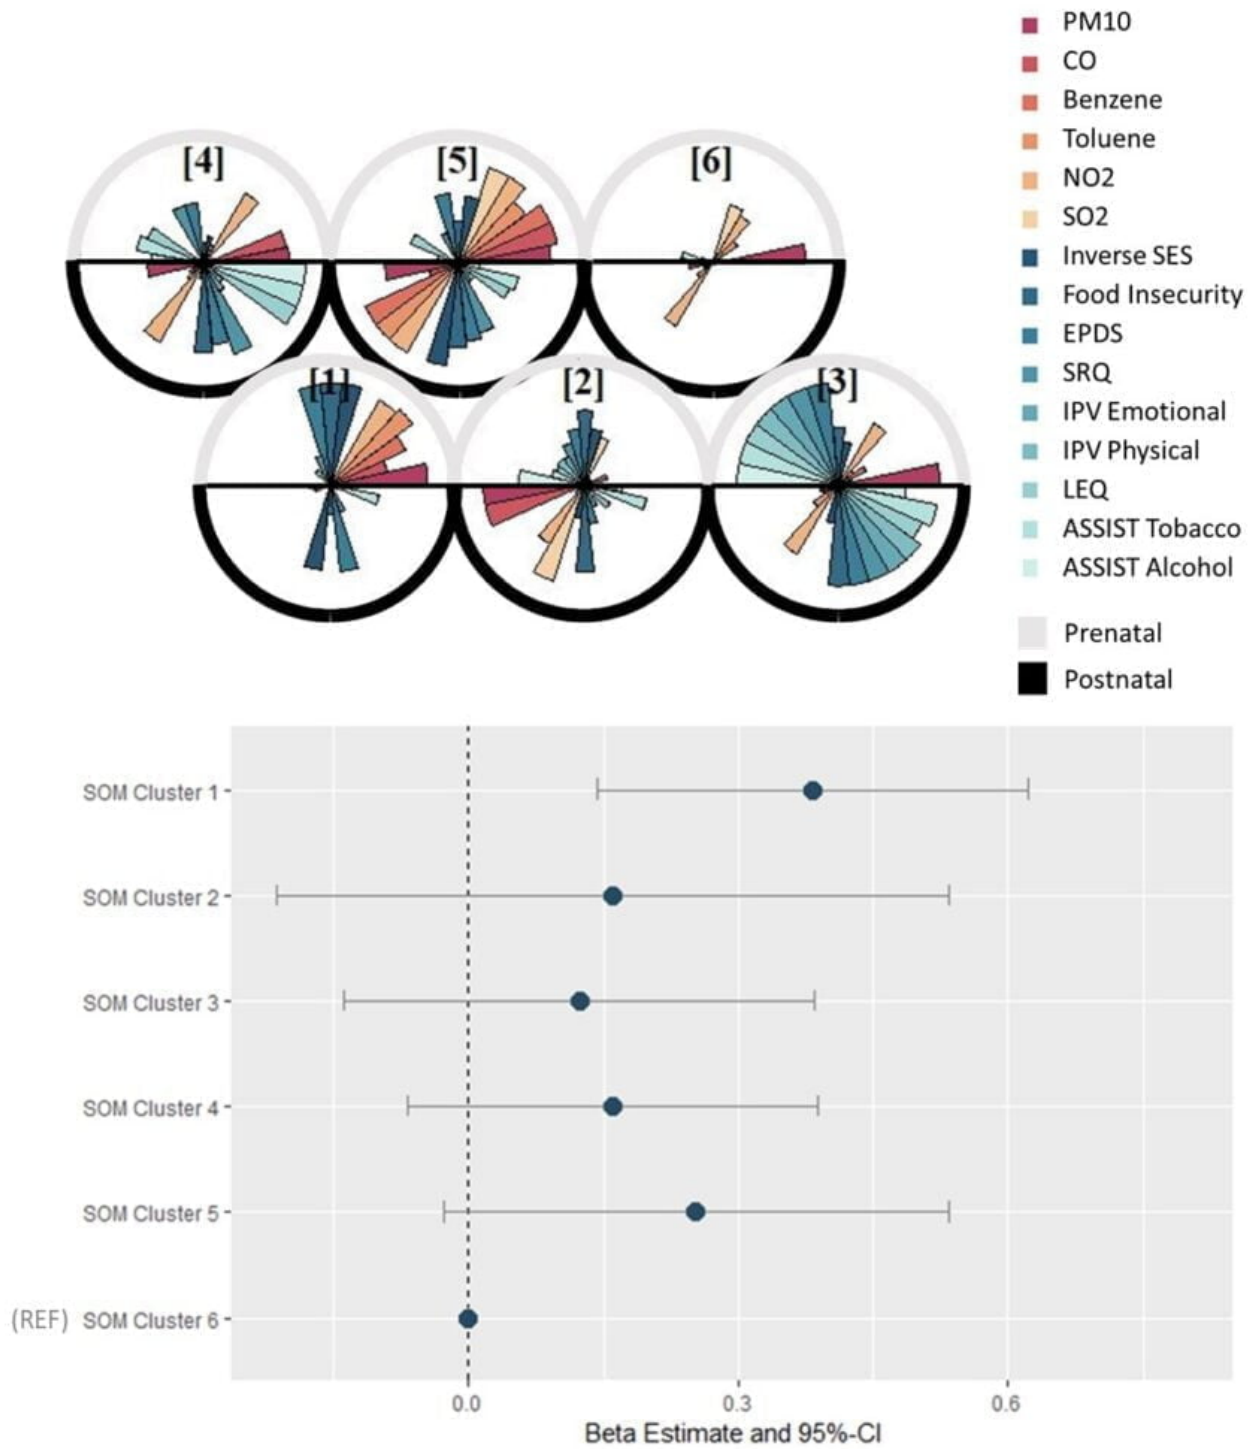 [4]
[5]
[6]
[1]
[2]
[3]
PM10
CO
Benzene
Toluene
NO2
SO2
Inverse SES
Food Insecurity
EPDS
SRQ
IPV Emotional
IPV Physical
LEQ
ASSIST Tobacco
ASSIST Alcohol
Prenatal
Postnatal
SOM Cluster 1
SOM Cluster 2
SOM Cluster 3
SOM Cluster 4
SOM Cluster 5
(REF) SOM Cluster 6
0.0 0.3 0.6
Beta Estimate and 95%-CI